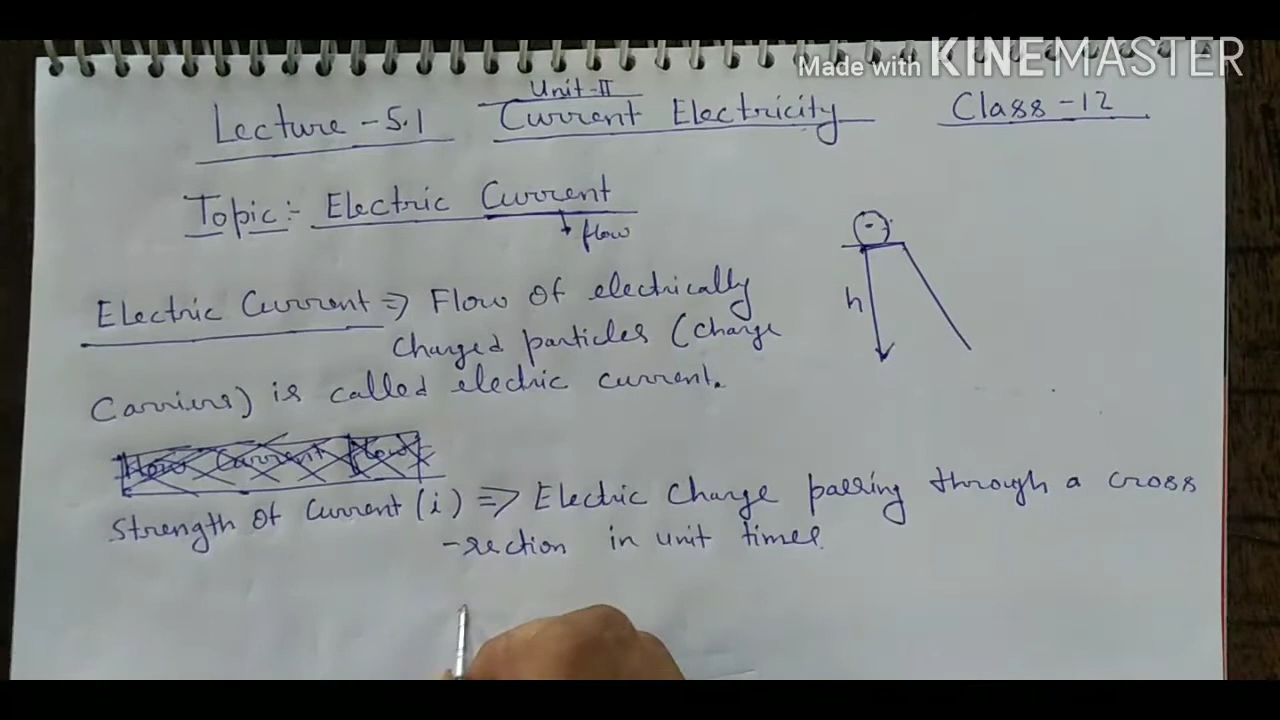 Made with KINEMASTER
Unit-II
Lecture - 5.1 Current Electricity Class - 12
Topic:- Electric Current
flow
Electric Current => Flow of electrically
charged particles (charge
carriers) is called electric current.
h
Current
Strength of Current (i) => Electric Charge passing through a cross
-section in unit time.